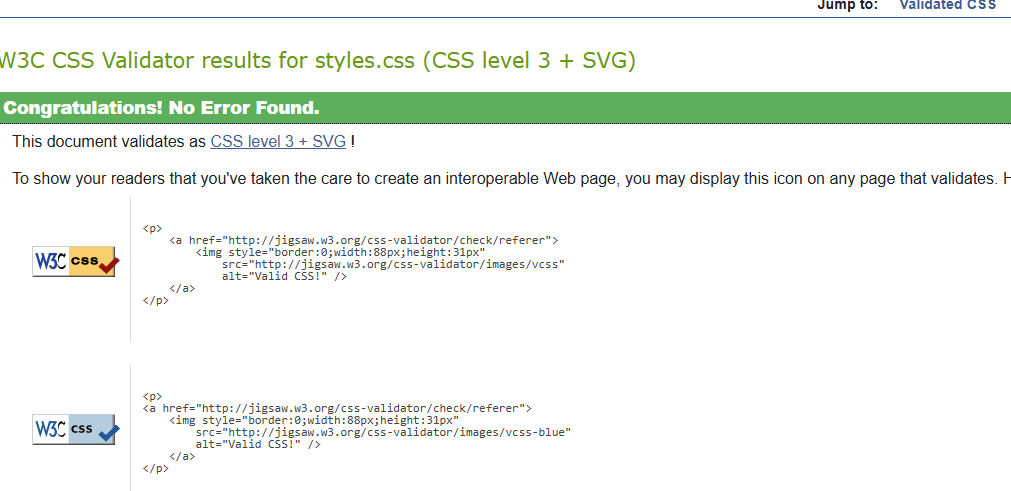 Jump to: Validated CSS
W3C CSS Validator results for styles.css (CSS level 3 + SVG)
Congratulations! No Error Found.
This document validates as CSS level 3 + SVG !
To show your readers that you've taken the care to create an interoperable Web page, you may display this icon on any page that validates. H
<p>
<a href="http://jigsaw.w3.org/css-validator/check/referer">
<img style="border:0;width:88px;height:31px"
src="http://jigsaw.w3.org/css-validator/images/vcss"
alt="Valid CSS!" />
</a>
</p>
W3C css
<p>
<a href="http://jigsaw.w3.org/css-validator/check/referer">
<img style="border:0;width:88px;height:31px"
src="http://jigsaw.w3.org/css-validator/images/vcss-blue"
alt="Valid CSS!" />
</a>
</p>
W3C css